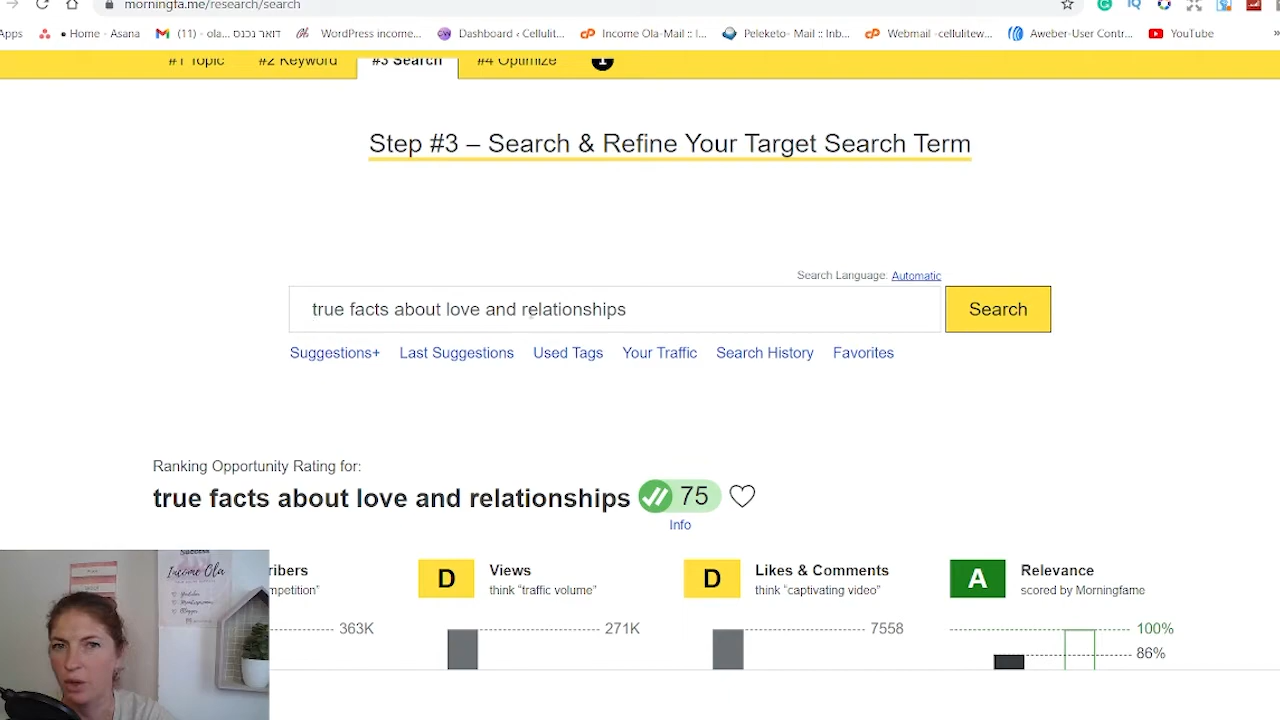 morningfa.me/research/search
Apps
Home - Asana
(11) - ola... דואר נכנס
WordPress income,...
Dashboard ‹ Cellulit...
Income Ola-Mail :: I...
Peleketo- Mail :: Inb...
Webmail -cellulitew...
Aweber-User Contr...
YouTube
»
#1 Topic
#2 Keyword
#3 Search
#4 Optimize
Step #3 – Search & Refine Your Target Search Term
Search Language: Automatic
true facts about love and relationships
Search
Suggestions+
Last Suggestions
Used Tags
Your Traffic
Search History
Favorites
Ranking Opportunity Rating for:
true facts about love and relationships
75
Info
ribers
mpetition"
363K
D
Views
think "traffic volume"
271K
D
Likes & Comments
think "captivating video"
7558
A
Relevance
scored by Morningfame
100%
86%
Success
Income Ola